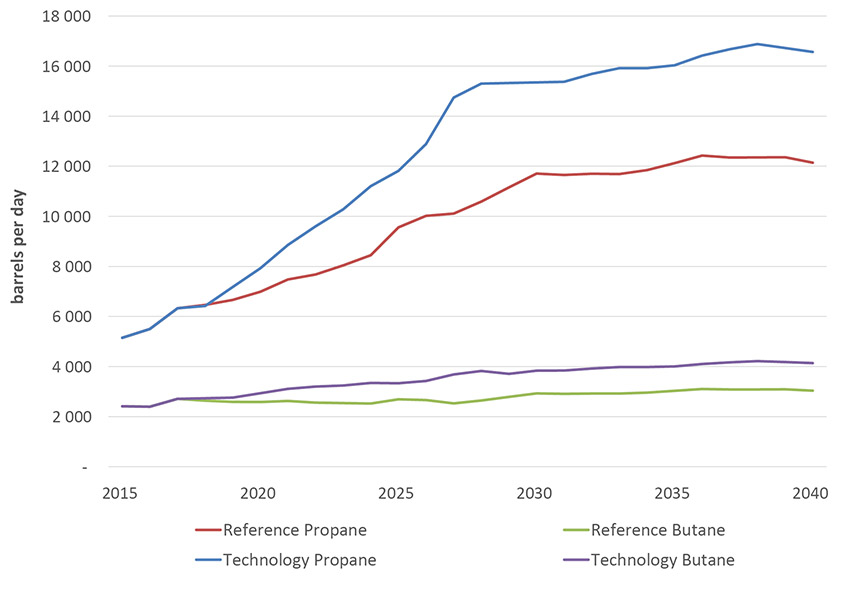 18 000
16 000
14 000
12 000
10 000
8 000
6 000
4 000
2 000
-
barrels per day
2015 2020 2025 2030 2035 2040
Reference Propane Reference Butane
Technology Propane Technology Butane